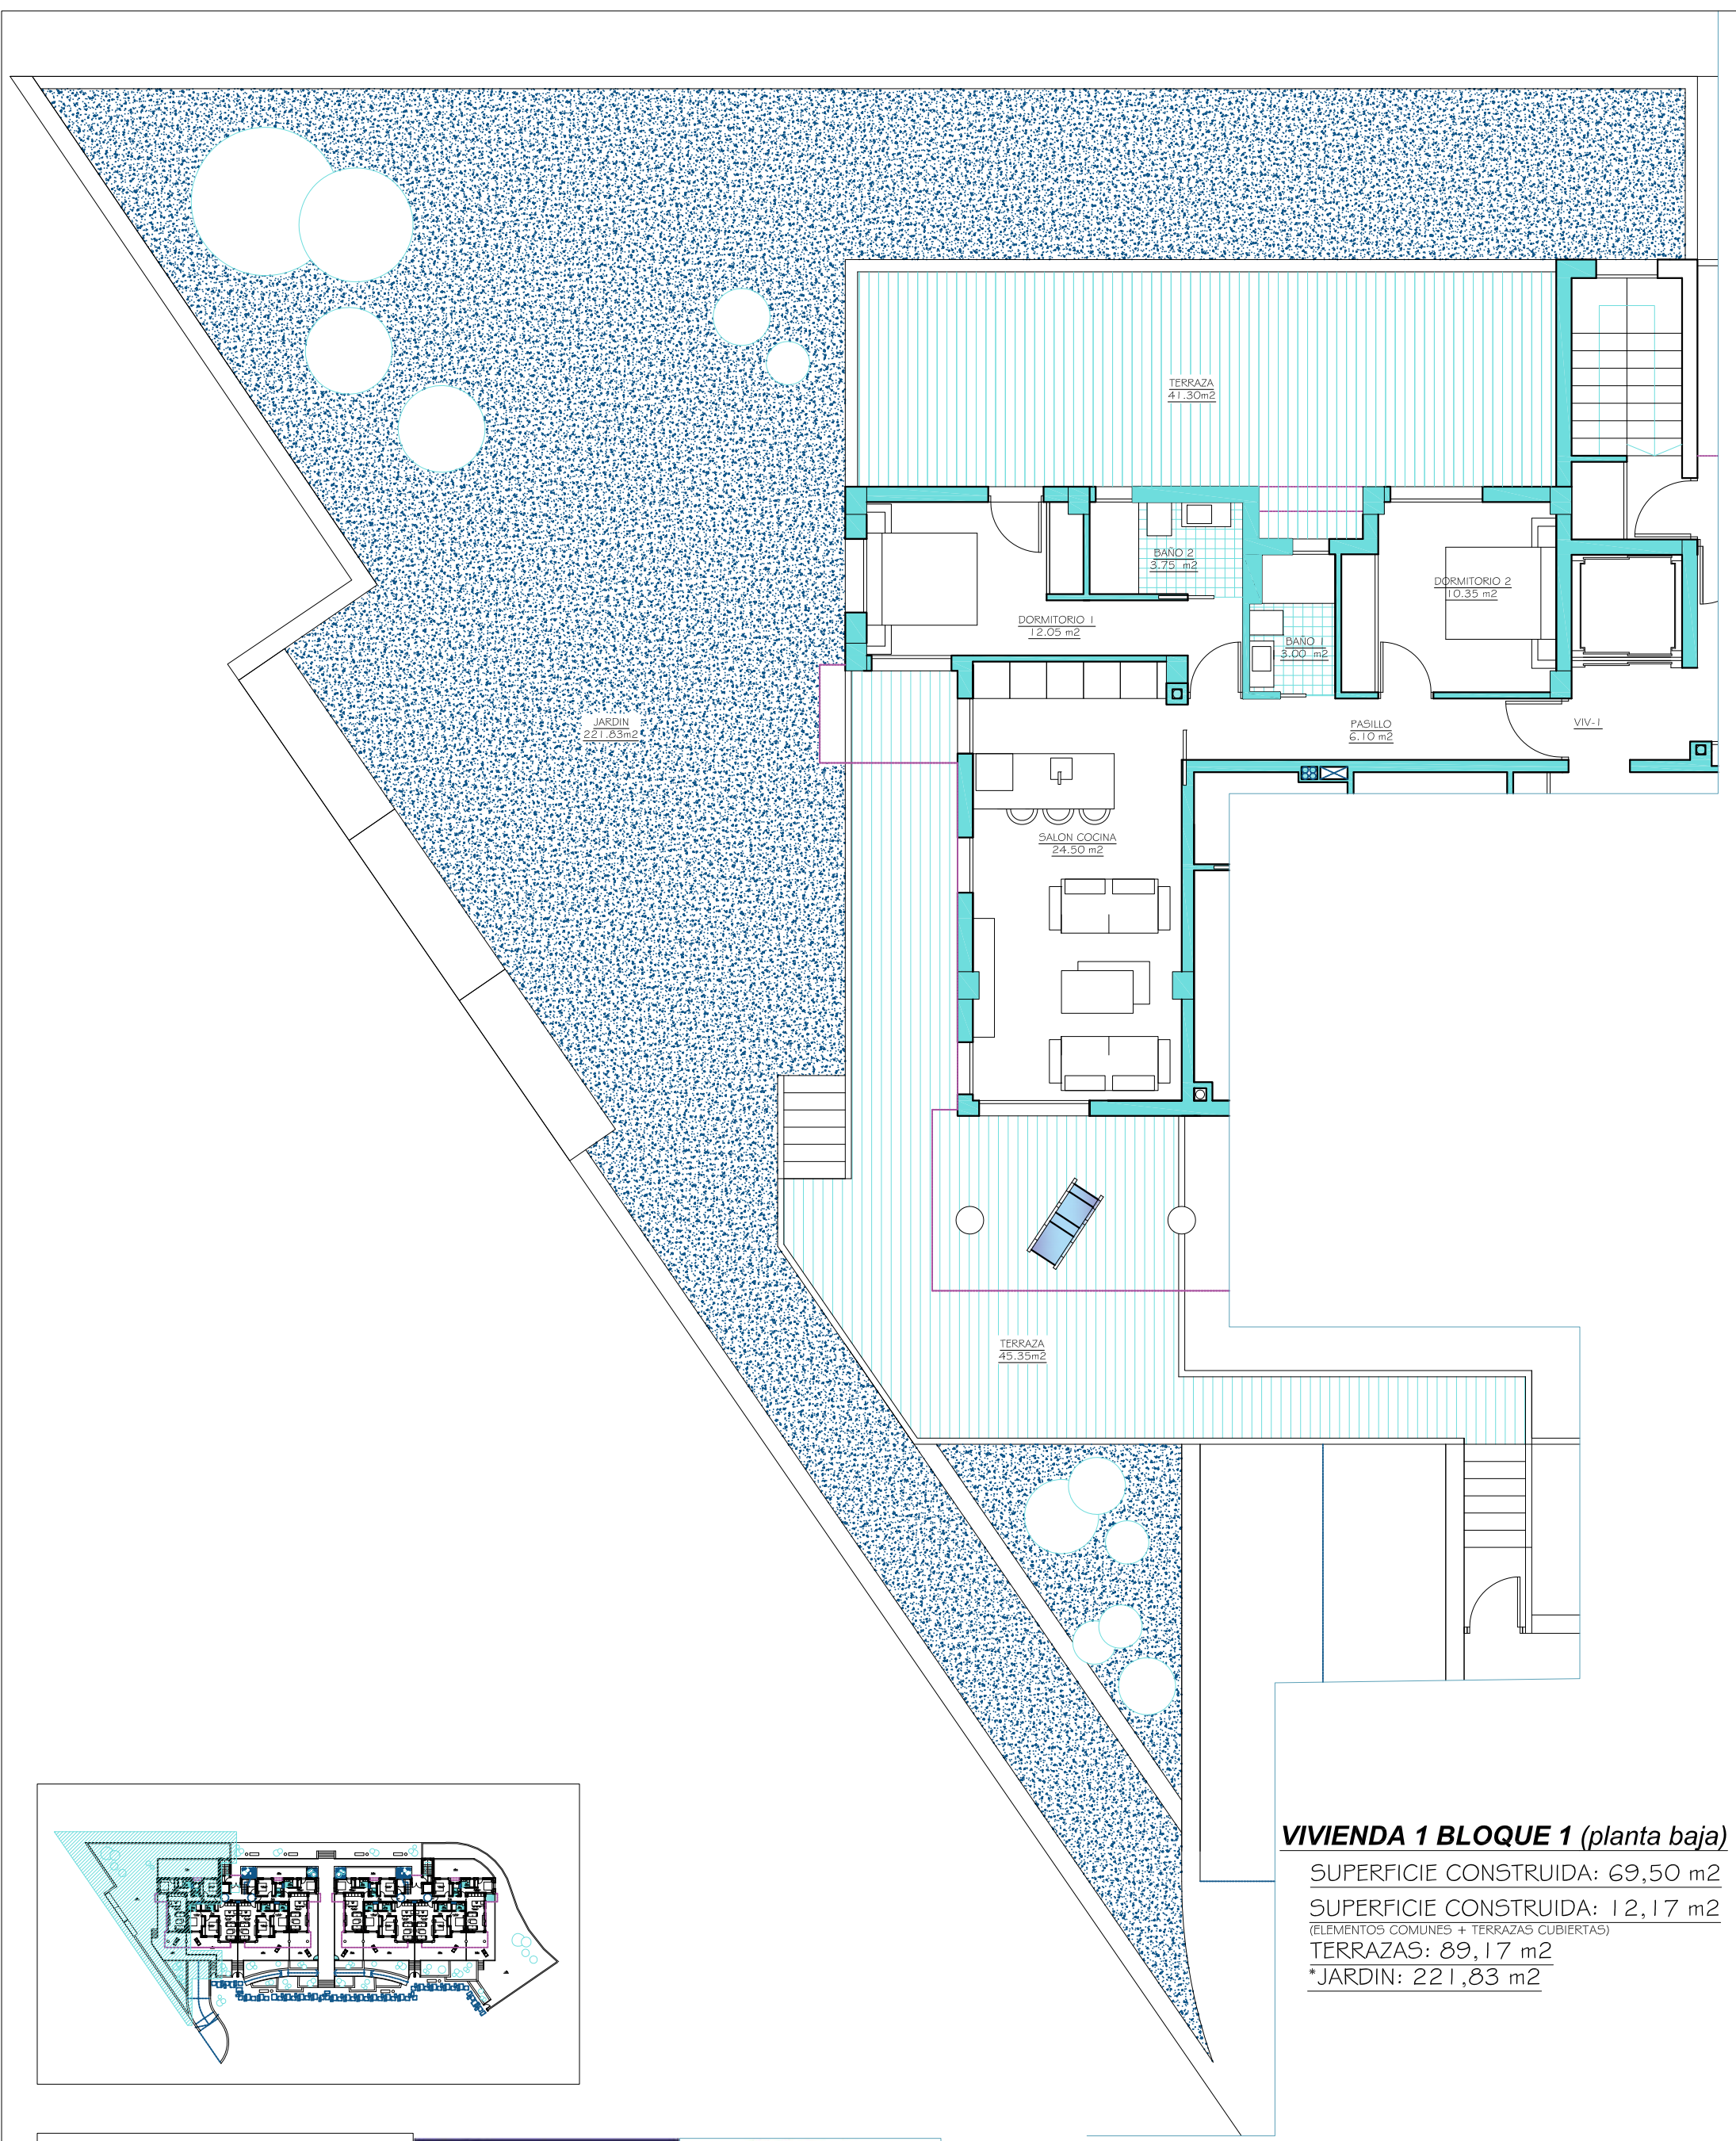 TERRAZA
41.30m2
BAÑO 2
3.75 m2
DORMITORIO 2
10.35 m2
DORMITORIO 1
12.05 m2
BAÑO 1
3.00 m2
JARDIN
221.83m2
PASILLO
6.10 m2
VIV-1
SALON COCINA
24.50 m2
TERRAZA
45.35m2
VIVIENDA 1 BLOQUE 1 (planta baja)
SUPERFICIE CONSTRUIDA: 69,50 m2
SUPERFICIE CONSTRUIDA: 12,17 m2
(ELEMENTOS COMUNES + TERRAZAS CUBIERTAS)
TERRAZAS: 89,17 m2
*JARDIN: 221,83 m2